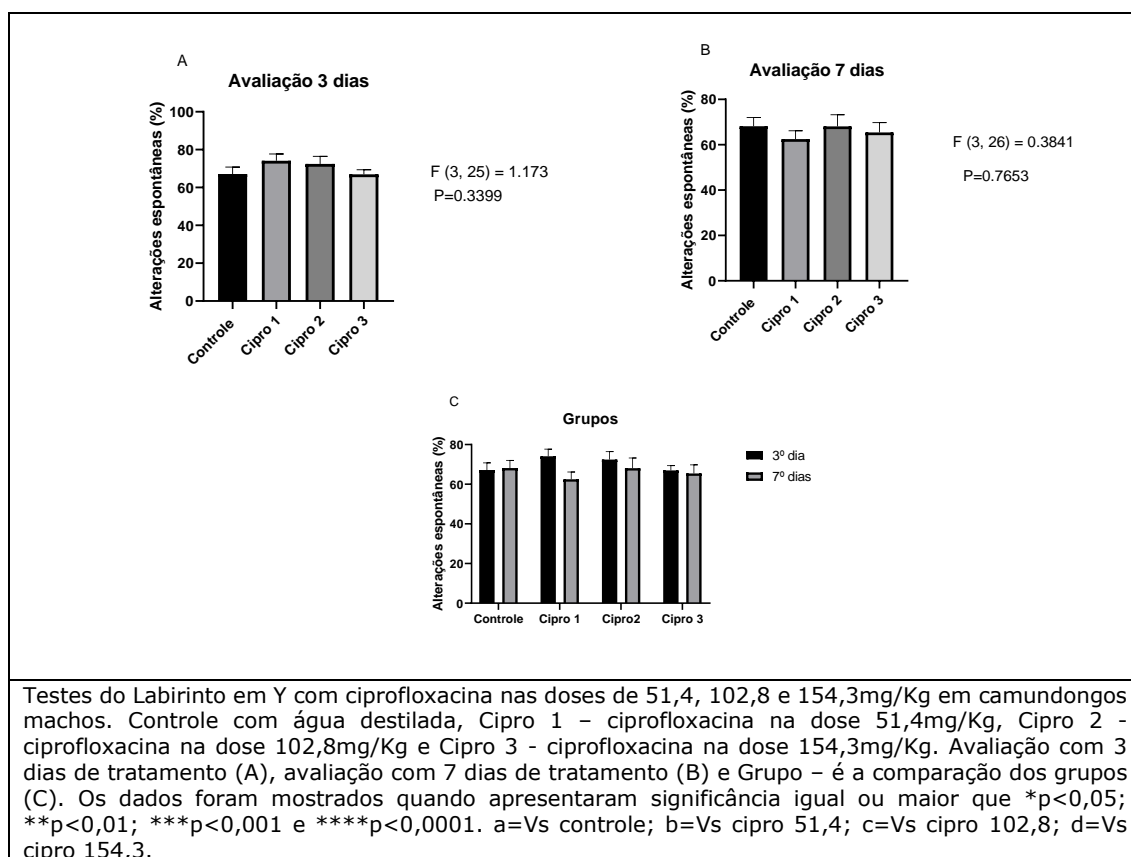 A
Avaliação 3 dias
Alterações espontâneas (%)
100
80
60
40
20
0
Controle
Cipro 1
Cipro 2
Cipro 3
F (3, 25) = 1.173
P=0.3399
B
Avaliação 7 dias
Alterações espontâneas (%)
80
60
40
20
0
Controle
Cipro 1
Cipro 2
Cipro 3
F (3, 26) = 0.3841
P=0.7653
C
Grupos
Alterações espontâneas (%)
80
60
40
20
0
Controle
Cipro 1
Cipro2
Cipro 3
3º dia
7º dias
Testes do Labirinto em Y com ciprofloxacina nas doses de 51,4, 102,8 e 154,3mg/Kg em camundongos
machos. Controle com água destilada, Cipro 1 – ciprofloxacina na dose 51,4mg/Kg, Cipro 2 -
ciprofloxacina na dose 102,8mg/Kg e Cipro 3 - ciprofloxacina na dose 154,3mg/Kg. Avaliação com 3
dias de tratamento (A), avaliação com 7 dias de tratamento (B) e Grupo – é a comparação dos grupos
(C). Os dados foram mostrados quando apresentaram significância igual ou maior que *p<0,05;
**p<0,01; ***p<0,001 e ****p<0,0001. a=Vs controle; b=Vs cipro 51,4; c=Vs cipro 102,8; d=Vs
cipro 154,3.